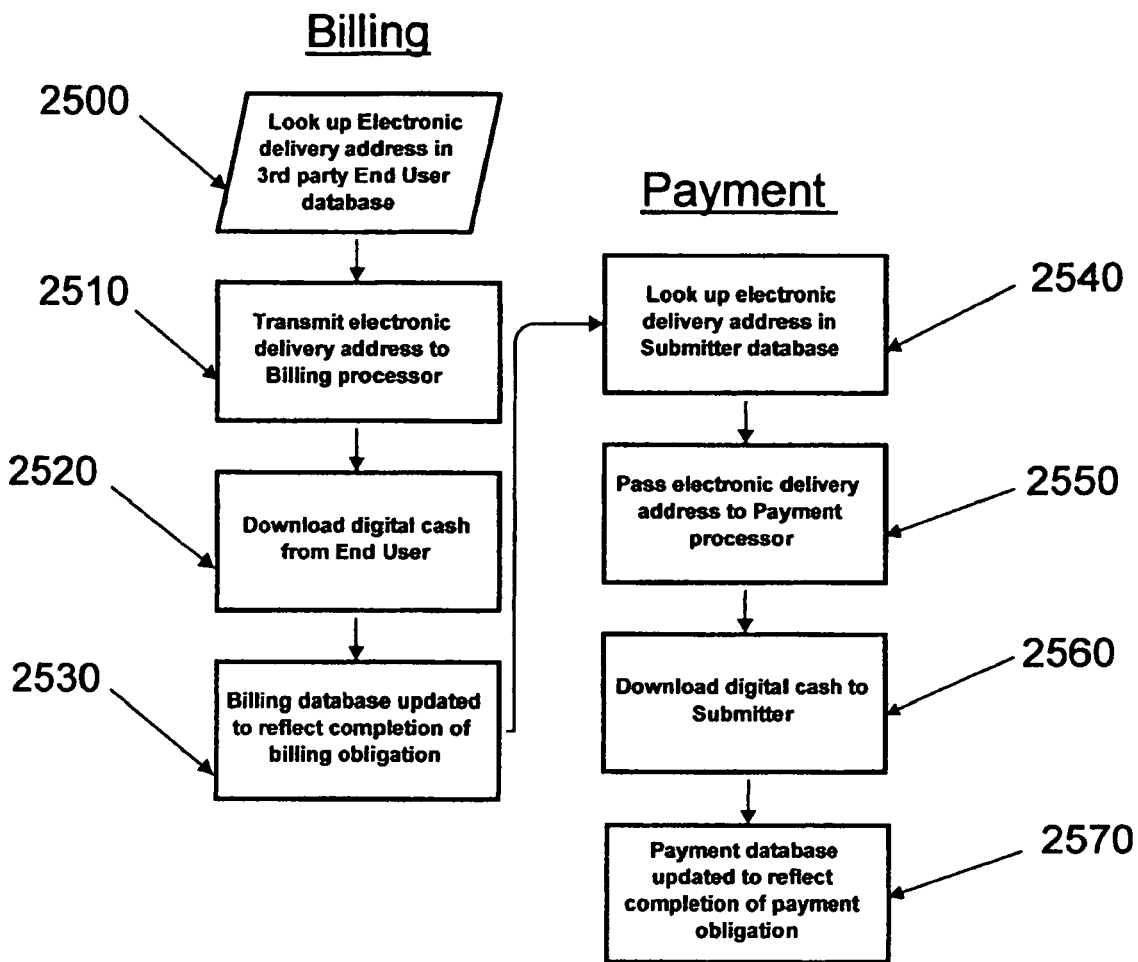 Billing
2500
Look up Electronic
delivery address in
3rd party End User
database
2510
Transmit electronic
delivery address to
Billing processor
2520
Download digital cash
from End User
2530
Billing database updated
to reflect completion of
billing obligation
Payment
2540
Look up electronic
delivery address in
Submitter database
2550
Pass electronic delivery
address to Payment
processor
2560
Download digital cash to
Submitter
2570
Payment database
updated to reflect
completion of payment
obligation